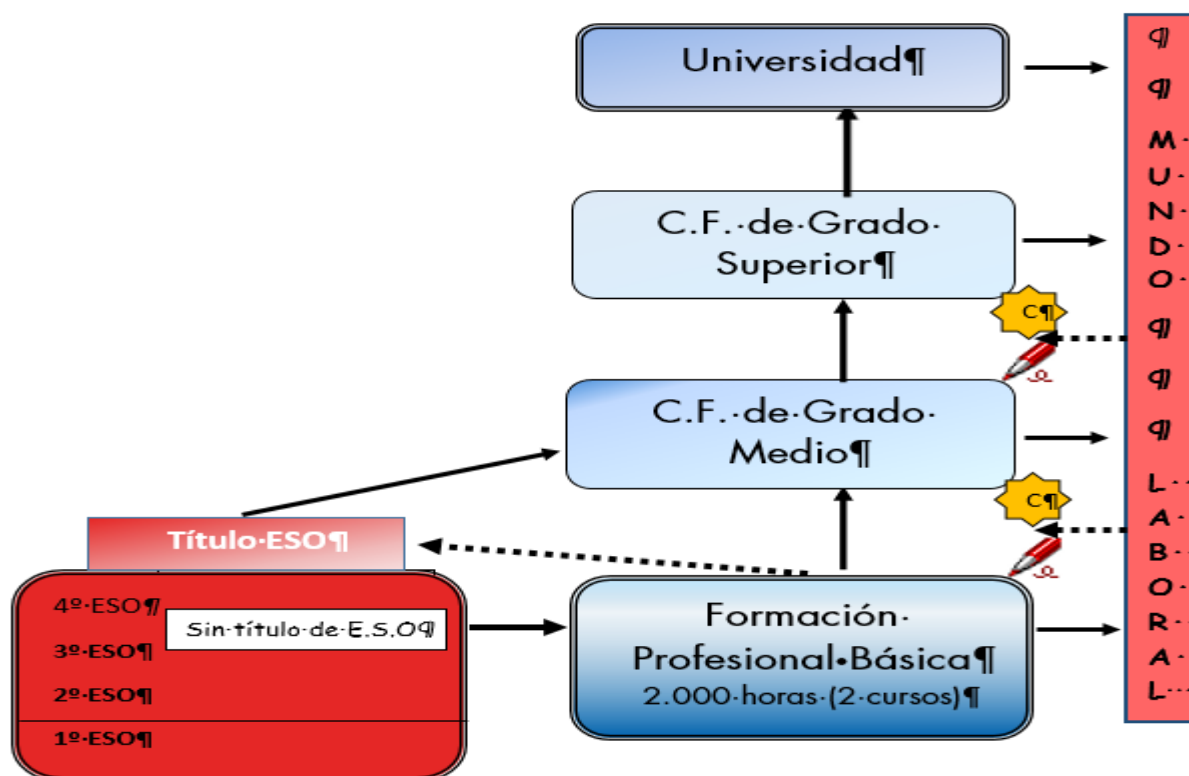 Universidad¶
C.F.·de·Grado·
Superior¶
C¶
C.F.·de·Grado·
Medio¶
C¶
Título·ESO¶
4º·ESO¶
Sin·título·de·E.S.O¶
3º·ESO¶
2º·ESO¶
1º·ESO¶
Formación·
Profesional•Básica¶
2.000·horas·(2·cursos)¶
¶
¶
M·
U·
N·
D·
O·
¶
¶
¶
L··
A·
B··
O·
R··
A·
L···